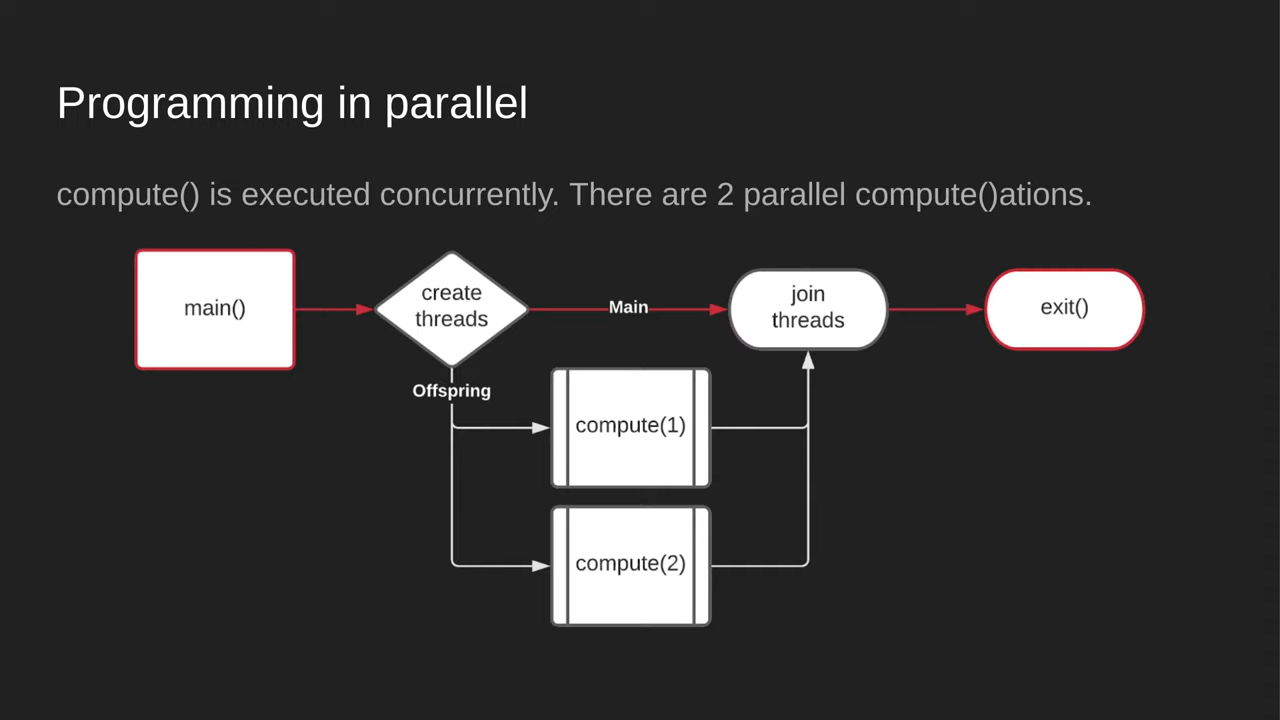 Programming in parallel
compute() is executed concurrently. There are 2 parallel compute()ations.
main()
create
threads
Main
join
threads
exit()
Offspring
compute(1)
compute(2)